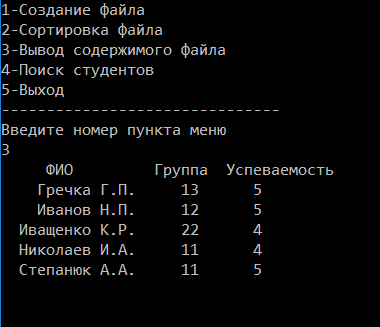 1-Создание файла
2-Сортировка файла
3-Вывод содержимого файла
4-Поиск студентов
5-Выход
-------------------------------
Введите номер пункта меню
3
ФИО Группа Успеваемость
Гречка Г.П. 13 5
Иванов Н.П. 12 5
Иващенко К.Р. 22 4
Николаев И.А. 11 4
Степанюк А.А. 11 5